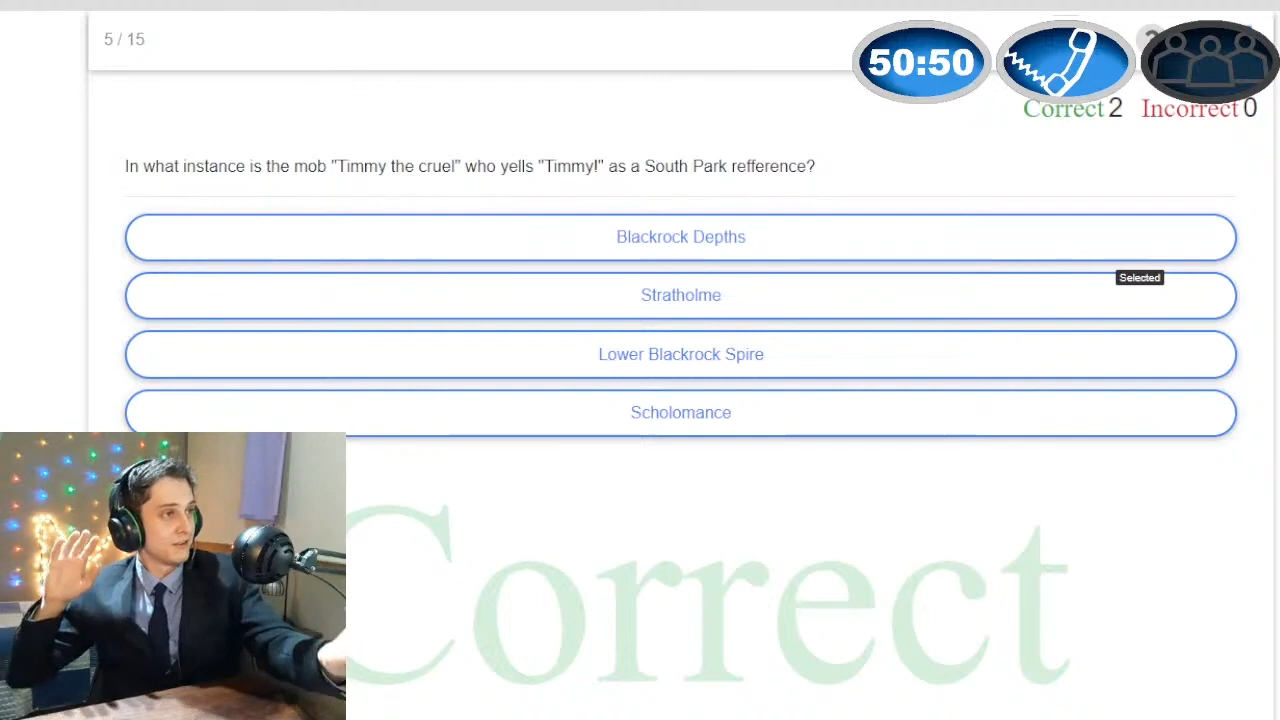 5 / 15
50:50
Correct 2 Incorrect 0
In what instance is the mob "Timmy the cruel" who yells "Timmy!" as a South Park refference?
Blackrock Depths
Selected
Stratholme
Lower Blackrock Spire
Scholomance
Correct